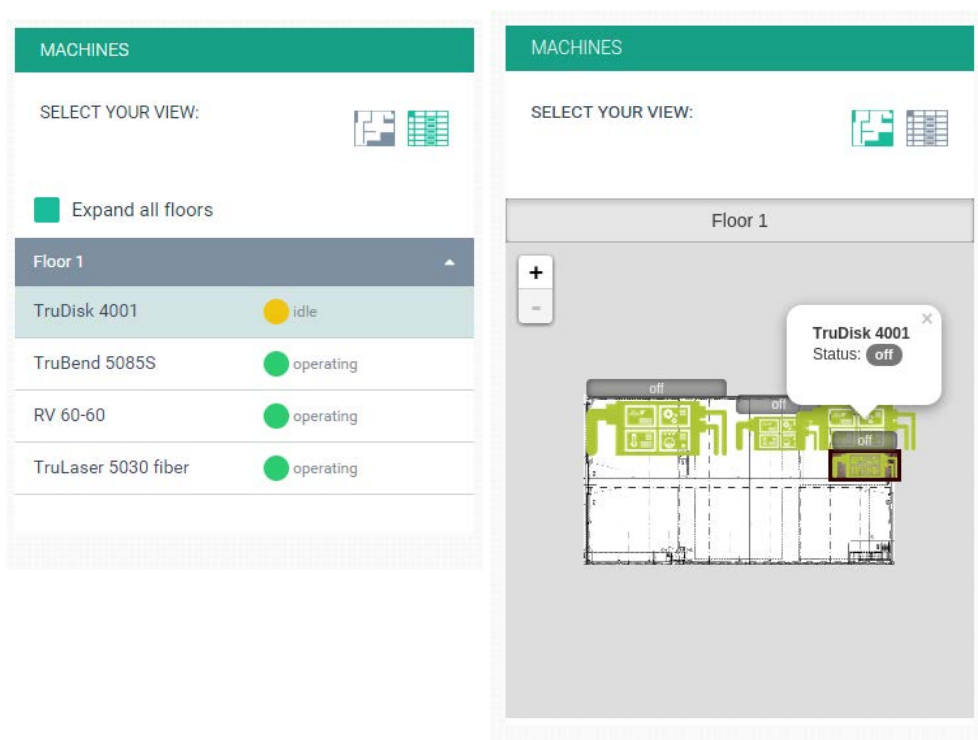 MACHINES
SELECT YOUR VIEW:
Expand all floors
Floor 1
TruDisk 4001 idle
TruBend 5085S operating
RV 60-60 operating
TruLaser 5030 fiber operating
MACHINES
SELECT YOUR VIEW:
Floor 1
+
-
TruDisk 4001 ×
Status: off
off
off
off